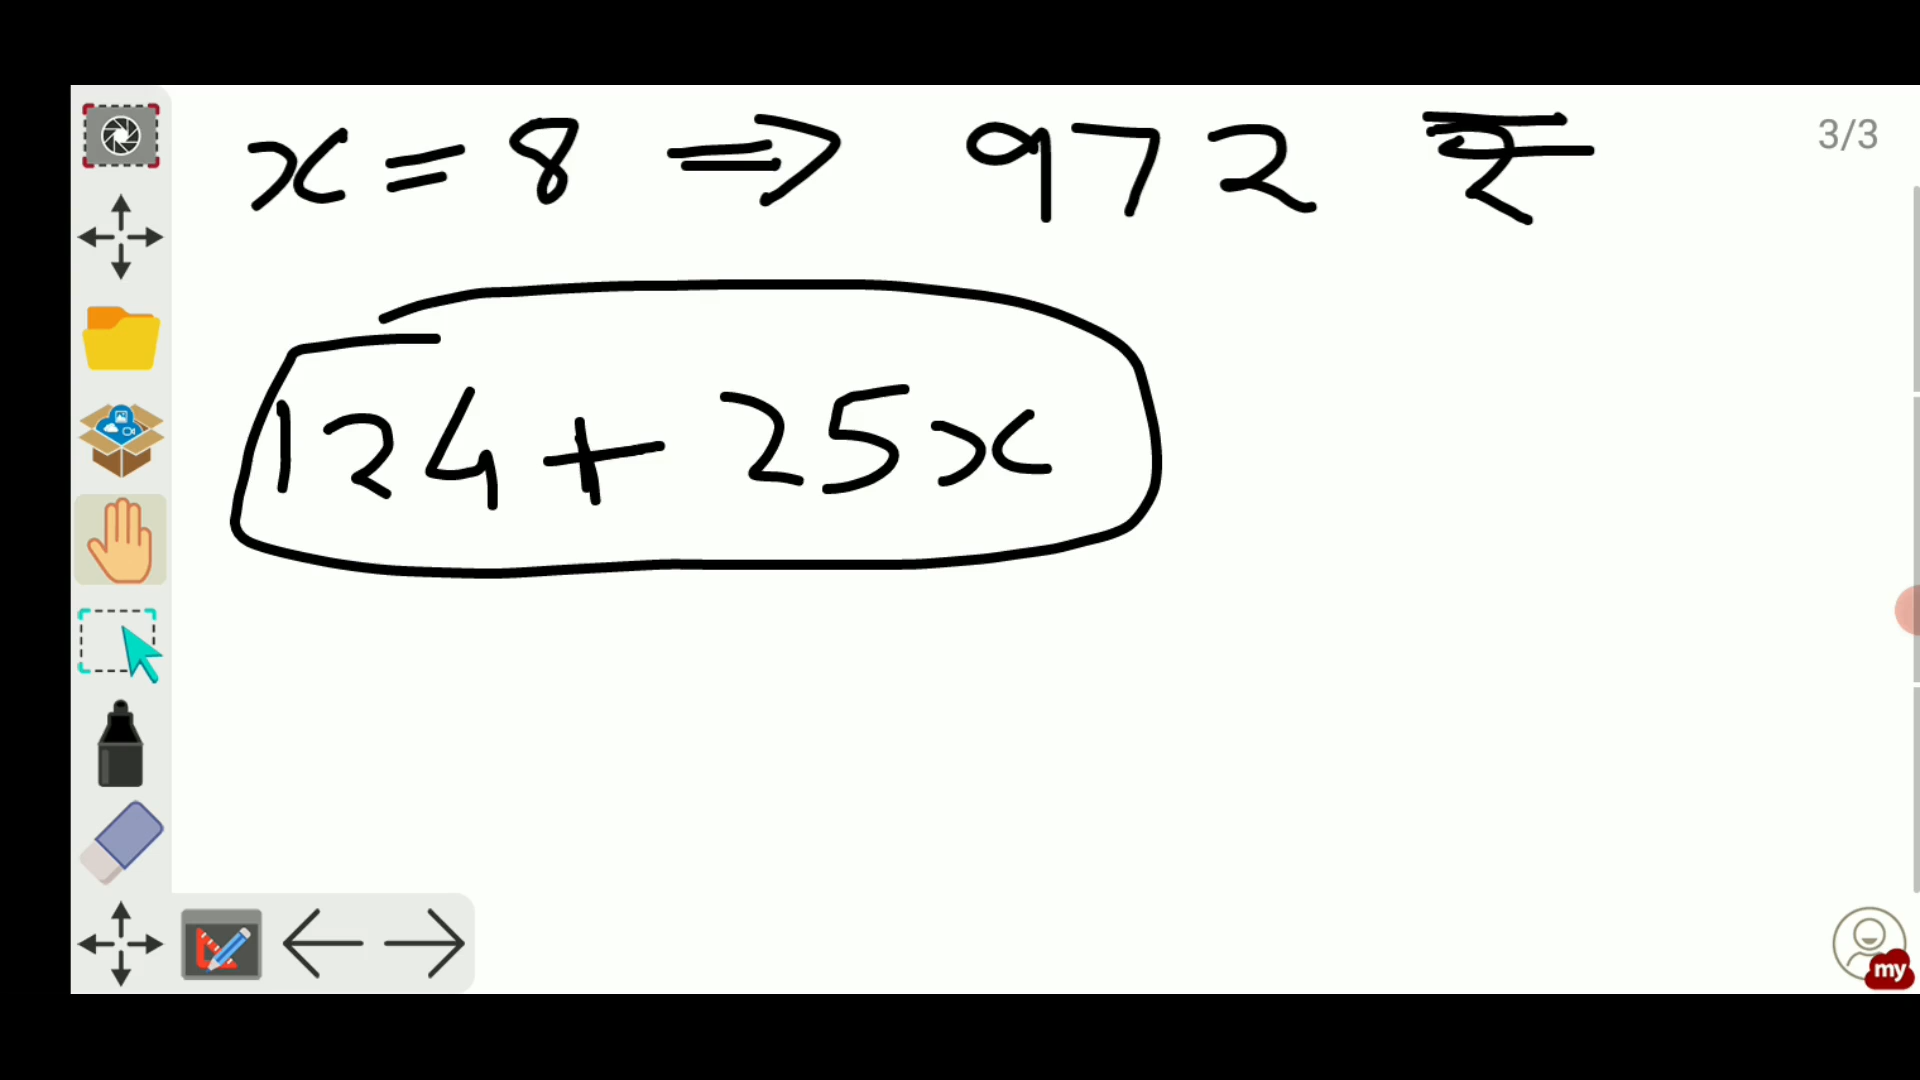 3/3
x = 8 ⇒ 972 ₹
124 + 25x
my